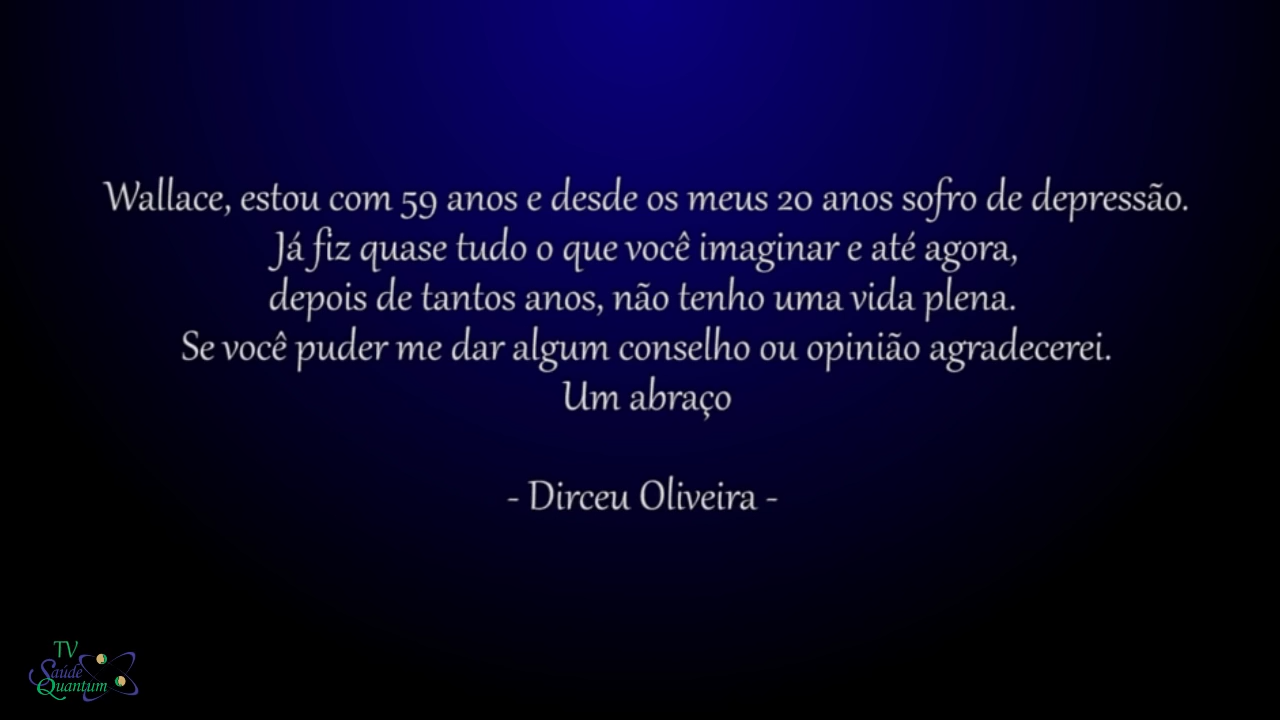 Wallace, estou com 59 anos e desde os meus 20 anos sofro de depressão.
Já fiz quase tudo o que você imaginar e até agora,
depois de tantos anos, não tenho uma vida plena.
Se você puder me dar algum conselho ou opinião agradecerei.
Um abraço
- Dirceu Oliveira -
TV
Saúde
Quantum